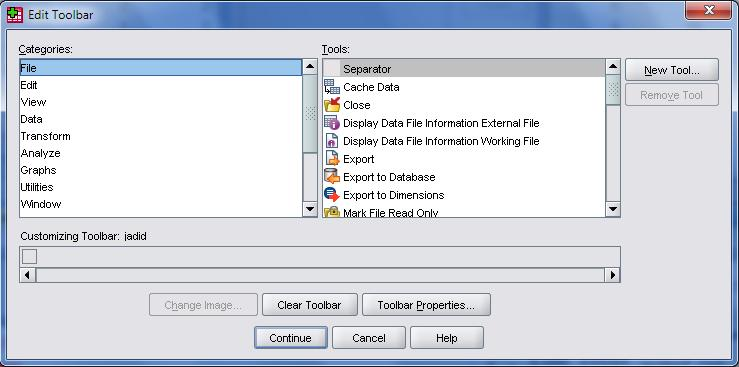 Edit Toolbar
Categories:
Tools:
File
Edit
View
Data
Transform
Analyze
Graphs
Utilities
Window
Separator
Cache Data
Close
Display Data File Information External File
Display Data File Information Working File
Export
Export to Database
Export to Dimensions
Mark File Read Only
New Tool...
Remove Tool
Customizing Toolbar: jadid
Change Image...
Clear Toolbar
Toolbar Properties...
Continue
Cancel
Help